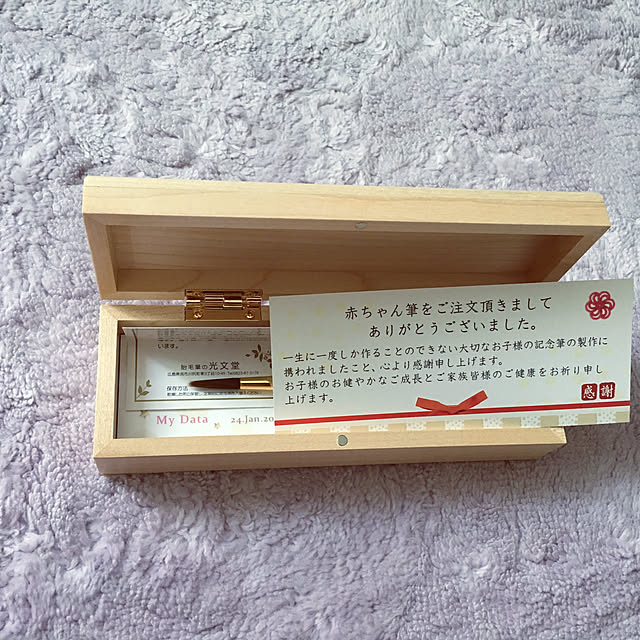 赤ちゃん筆をご注文頂きまして
ありがとうございました。
一生に一度しか作ることのできない大切なお子様の記念筆の製作に
携われましたこと、心より感謝申し上げます。
お子様のお健やかなご成長とご家族皆様のご健康をお祈り申し
上げます。
感謝
います。
胎毛筆の光文堂
保存方法
My Data
24.Jan.20